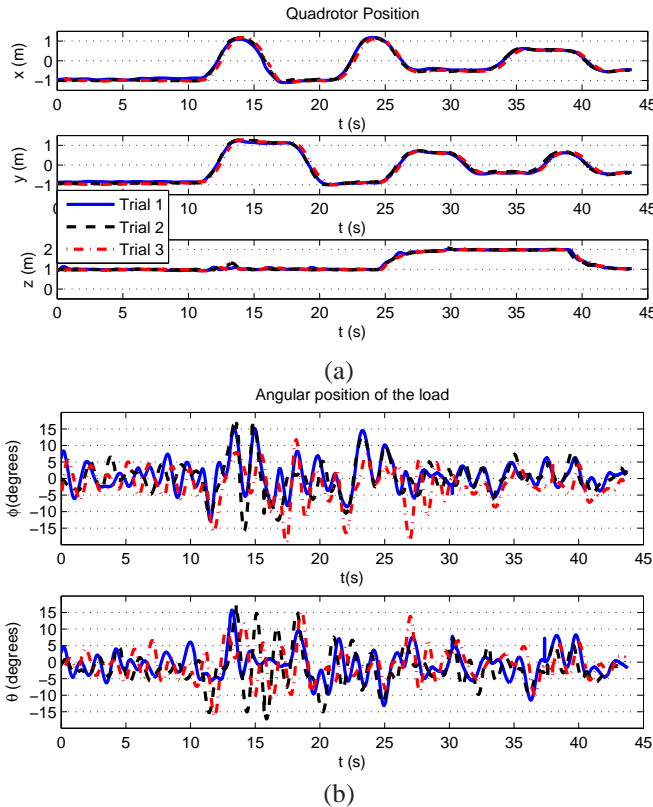 Quadrotor Position
1
0
−1
x (m)
0 5 10 15 20 25 30 35 40 45
t (s)
1
0
−1
y (m)
0 5 10 15 20 25 30 35 40 45
t (s)
Trial 1
Trial 2
Trial 3
2
1
0
z (m)
0 5 10 15 20 25 30 35 40 45
t (s)
(a)
Angular position of the load
15
10
5
0
−5
−10
−15
ϕ(degrees)
0 5 10 15 20 25 30 35 40 45
t(s)
15
10
5
0
−5
−10
−15
θ (degrees)
0 5 10 15 20 25 30 35 40 45
t (s)
(b)